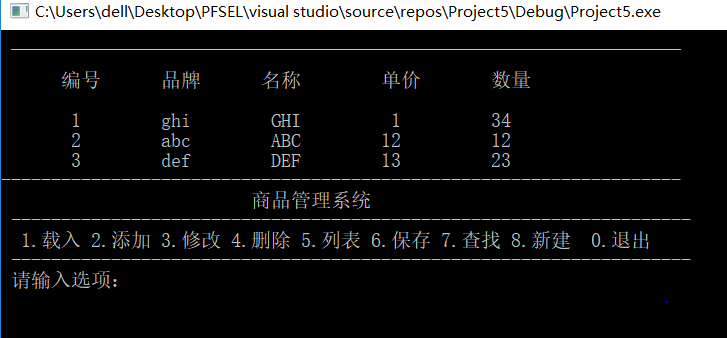 C:\Users\dell\Desktop\PFSEL\visual studio\source\repos\Project5\Debug\Project5.exe
编号 品牌 名称 单价 数量
1 ghi GHI 1 34
2 abc ABC 12 12
3 def DEF 13 23
商品管理系统
1.载入 2.添加 3.修改 4.删除 5.列表 6.保存 7.查找 8.新建 0.退出
请输入选项: